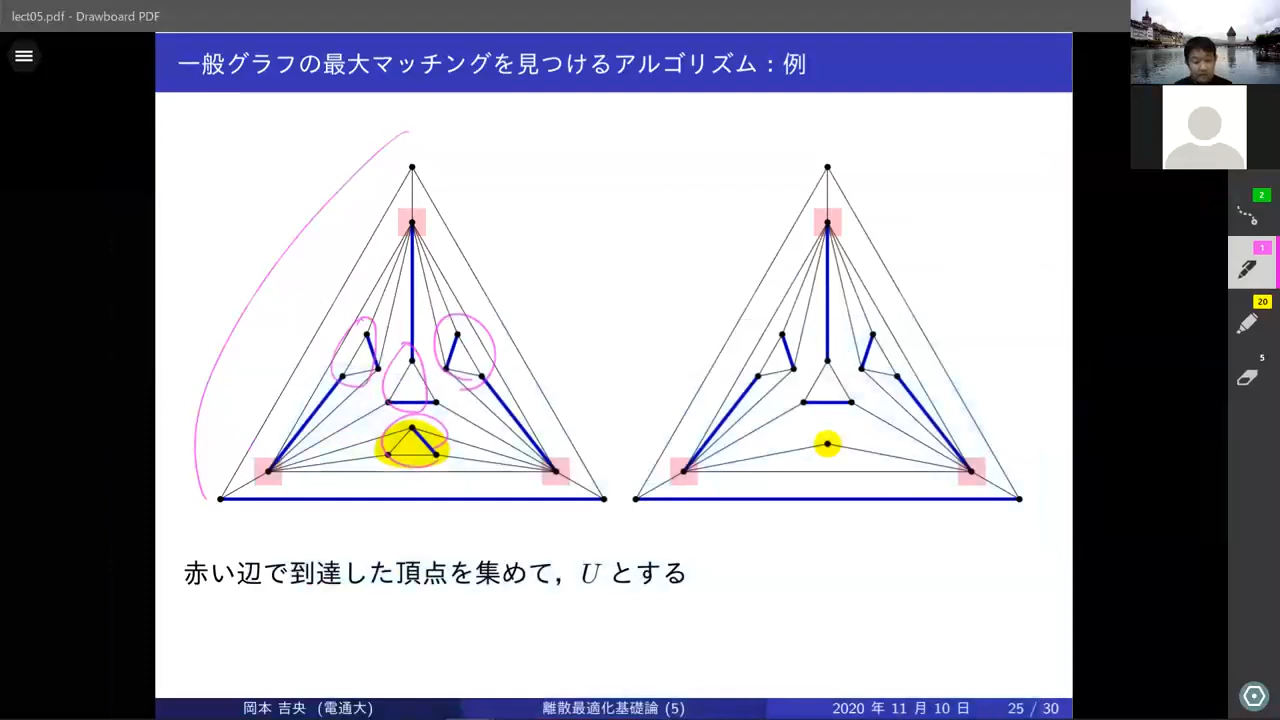 lect05.pdf - Drawboard PDF
一般グラフの最大マッチングを見つけるアルゴリズム：例
2
1
20
5
赤い辺で到達した頂点を集めて，U とする
岡本 吉央 (電通大)
離散最適化基礎論 (5)
2020 年 11 月 10 日
25 / 30